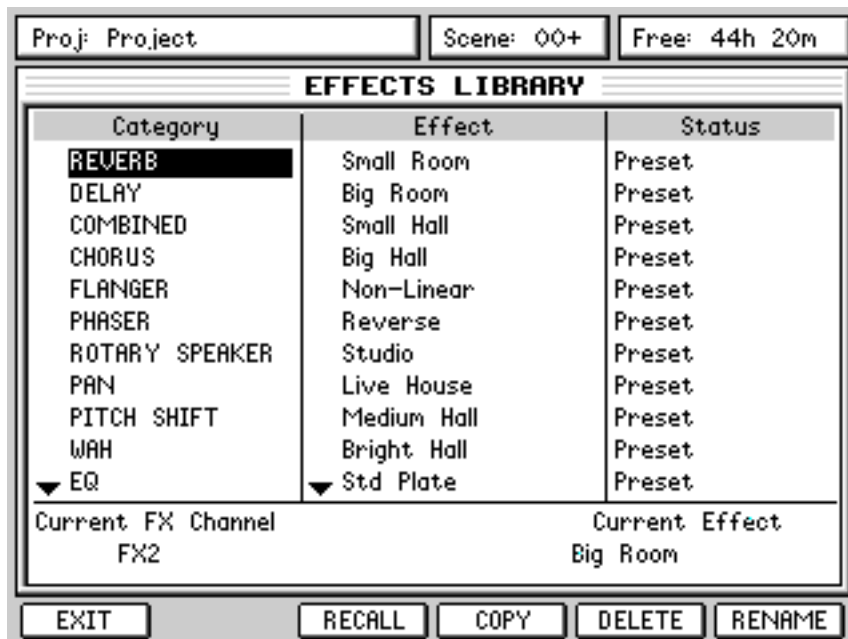 Proj: Project Scene: 00+ Free: 44h 20m
EFFECTS LIBRARY
Category Effect Status
REVERB Small Room Preset
DELAY Big Room Preset
COMBINED Small Hall Preset
CHORUS Big Hall Preset
FLANGER Non-Linear Preset
PHASER Reverse Preset
ROTARY SPEAKER Studio Preset
PAN Live House Preset
PITCH SHIFT Medium Hall Preset
WAH Bright Hall Preset
EQ Std Plate Preset
Current FX Channel Current Effect
FX2 Big Room
EXIT RECALL COPY DELETE RENAME